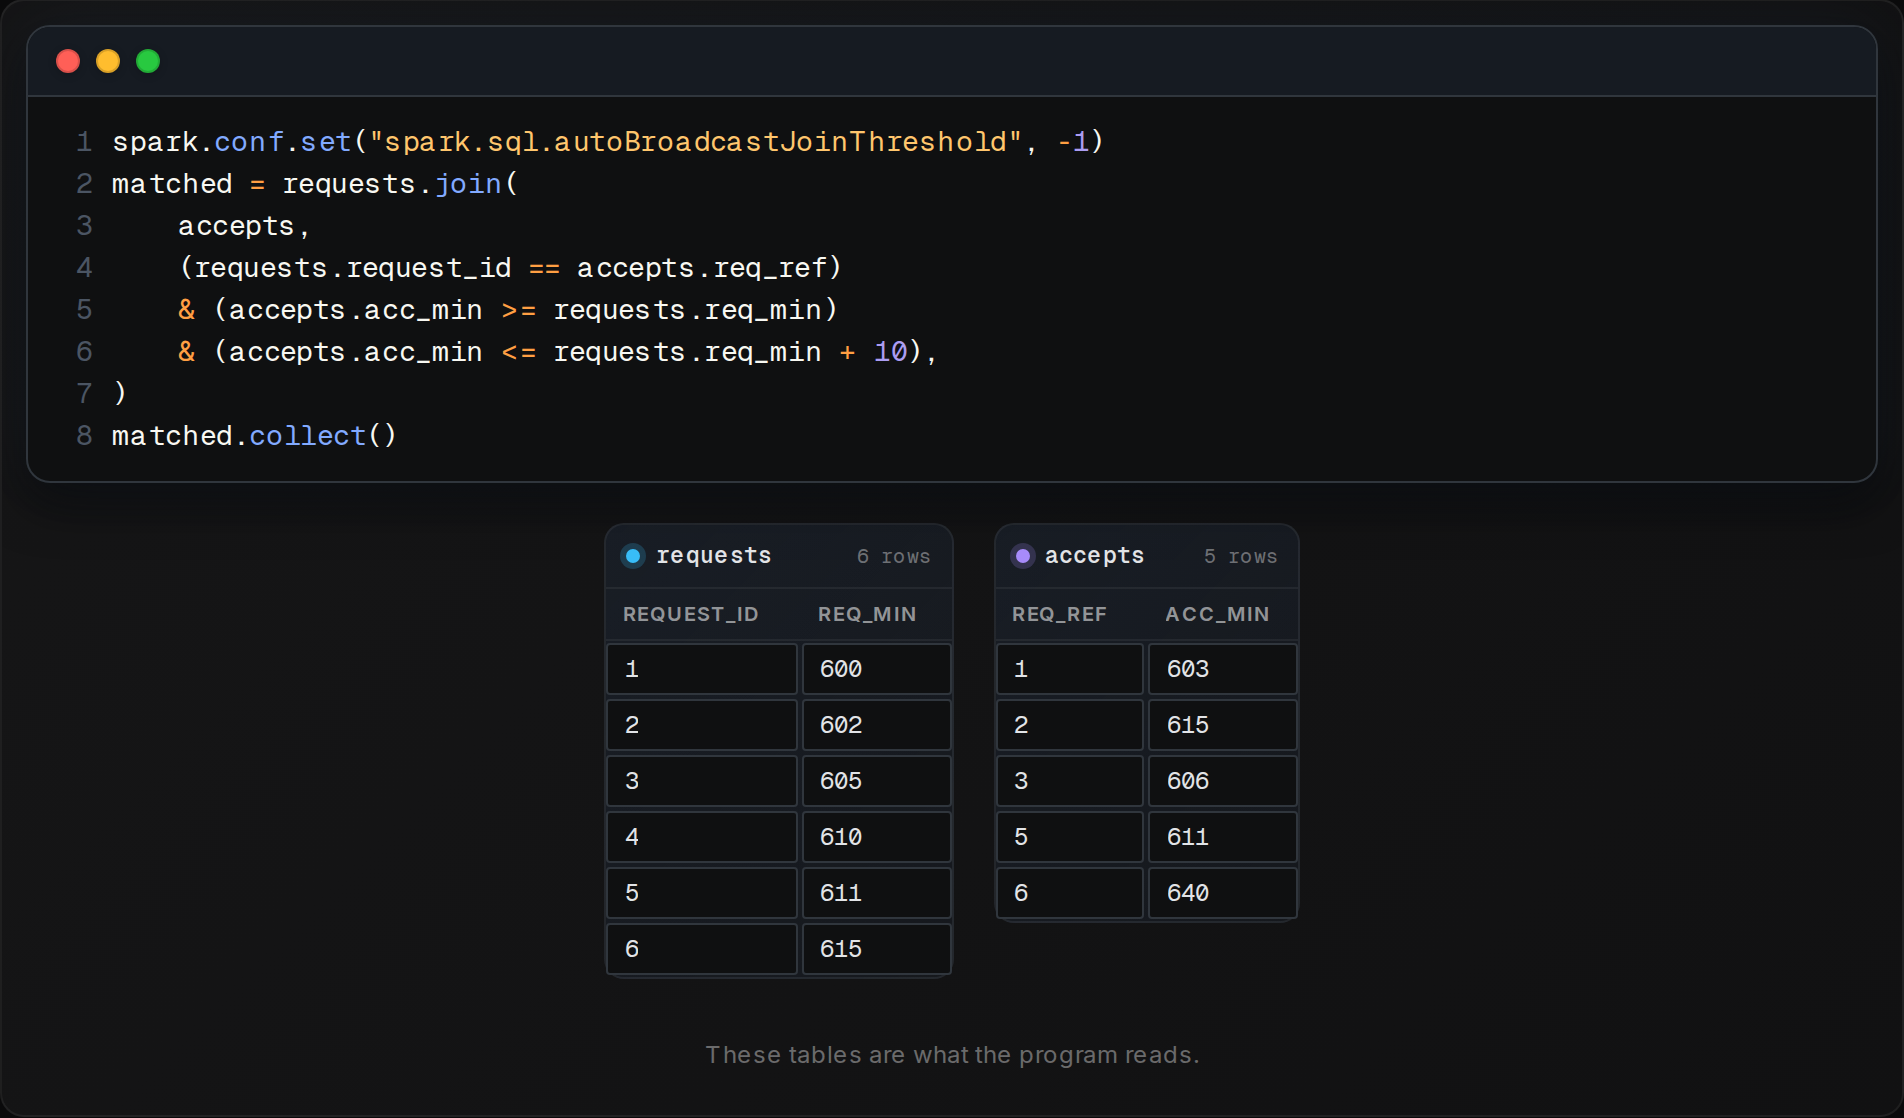 1 spark.conf.set("spark.sql.autoBroadcastJoinThreshold", -1)
2 matched = requests.join(
3     accepts,
4     (requests.request_id == accepts.req_ref)
5     & (accepts.acc_min >= requests.req_min)
6     & (accepts.acc_min <= requests.req_min + 10),
7 )
8 matched.collect()
requests 6 rows
REQUEST_ID REQ_MIN
1 600
2 602
3 605
4 610
5 611
6 615
accepts 5 rows
REQ_REF ACC_MIN
1 603
2 615
3 606
5 611
6 640
These tables are what the program reads.